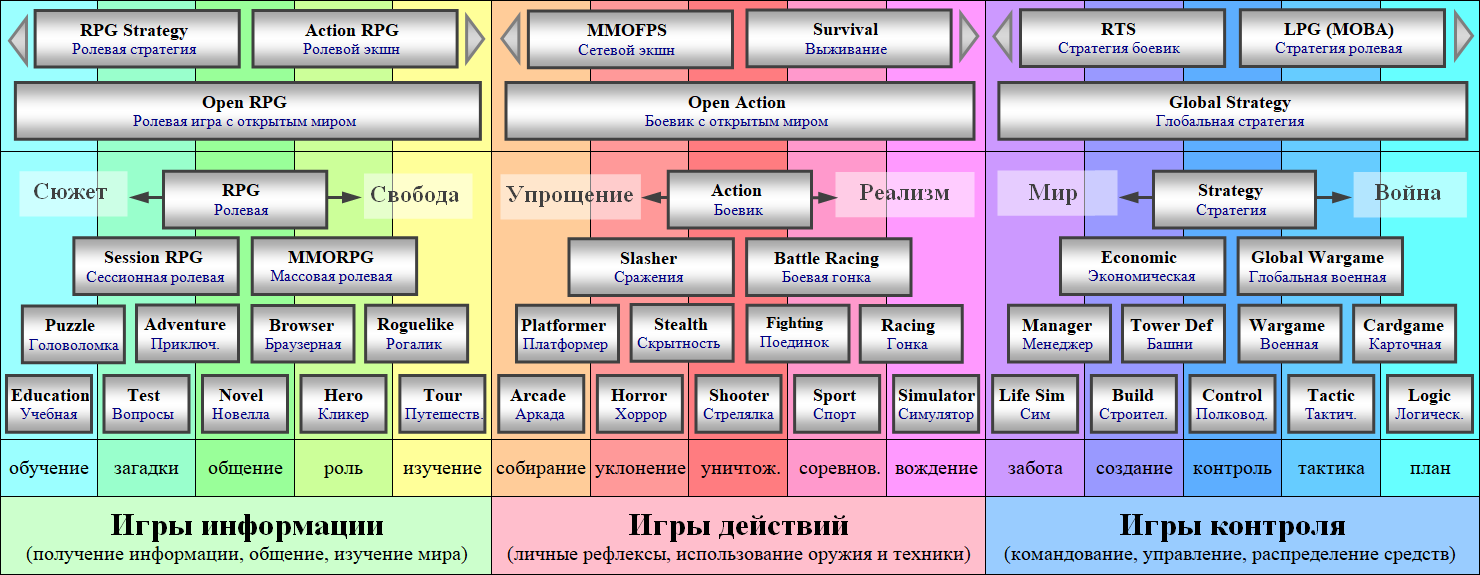 RPG Strategy
Ролевая стратегия
Action RPG
Ролевой экшн
MMOFPS
Сетевой экшн
Survival
Выживание
RTS
Стратегия боевик
LPG (MOBA)
Стратегия ролевая
Open RPG
Ролевая игра с открытым миром
Open Action
Боевик с открытым миром
Global Strategy
Глобальная стратегия
Сюжет
RPG
Ролевая
Свобода
Упрощение
Action
Боевик
Реализм
Мир
Strategy
Стратегия
Война
Session RPG
Сессионная ролевая
MMORPG
Массовая ролевая
Slasher
Сражения
Battle Racing
Боевая гонка
Economic
Экономическая
Global Wargame
Глобальная военная
Puzzle
Головоломка
Adventure
Приключ.
Browser
Браузерная
Roguelike
Рогалик
Platformer
Платформер
Stealth
Скрытность
Fighting
Поединок
Racing
Гонка
Manager
Менеджер
Tower Def
Башни
Wargame
Военная
Cardgame
Карточная
Education
Учебная
Test
Вопросы
Novel
Новелла
Hero
Кликер
Tour
Путешеств.
Arcade
Аркада
Horror
Хоррор
Shooter
Стрелялка
Sport
Спорт
Simulator
Симулятор
Life Sim
Сим
Build
Строител.
Control
Полковод.
Tactic
Тактич.
Logic
Логическ.
обучение
загадки
общение
роль
изучение
собирание
уклонение
уничтож.
соревнов.
вождение
забота
создание
контроль
тактика
план
Игры информации
(получение информации, общение, изучение мира)
Игры действий
(личные рефлексы, использование оружия и техники)
Игры контроля
(командование, управление, распределение средств)